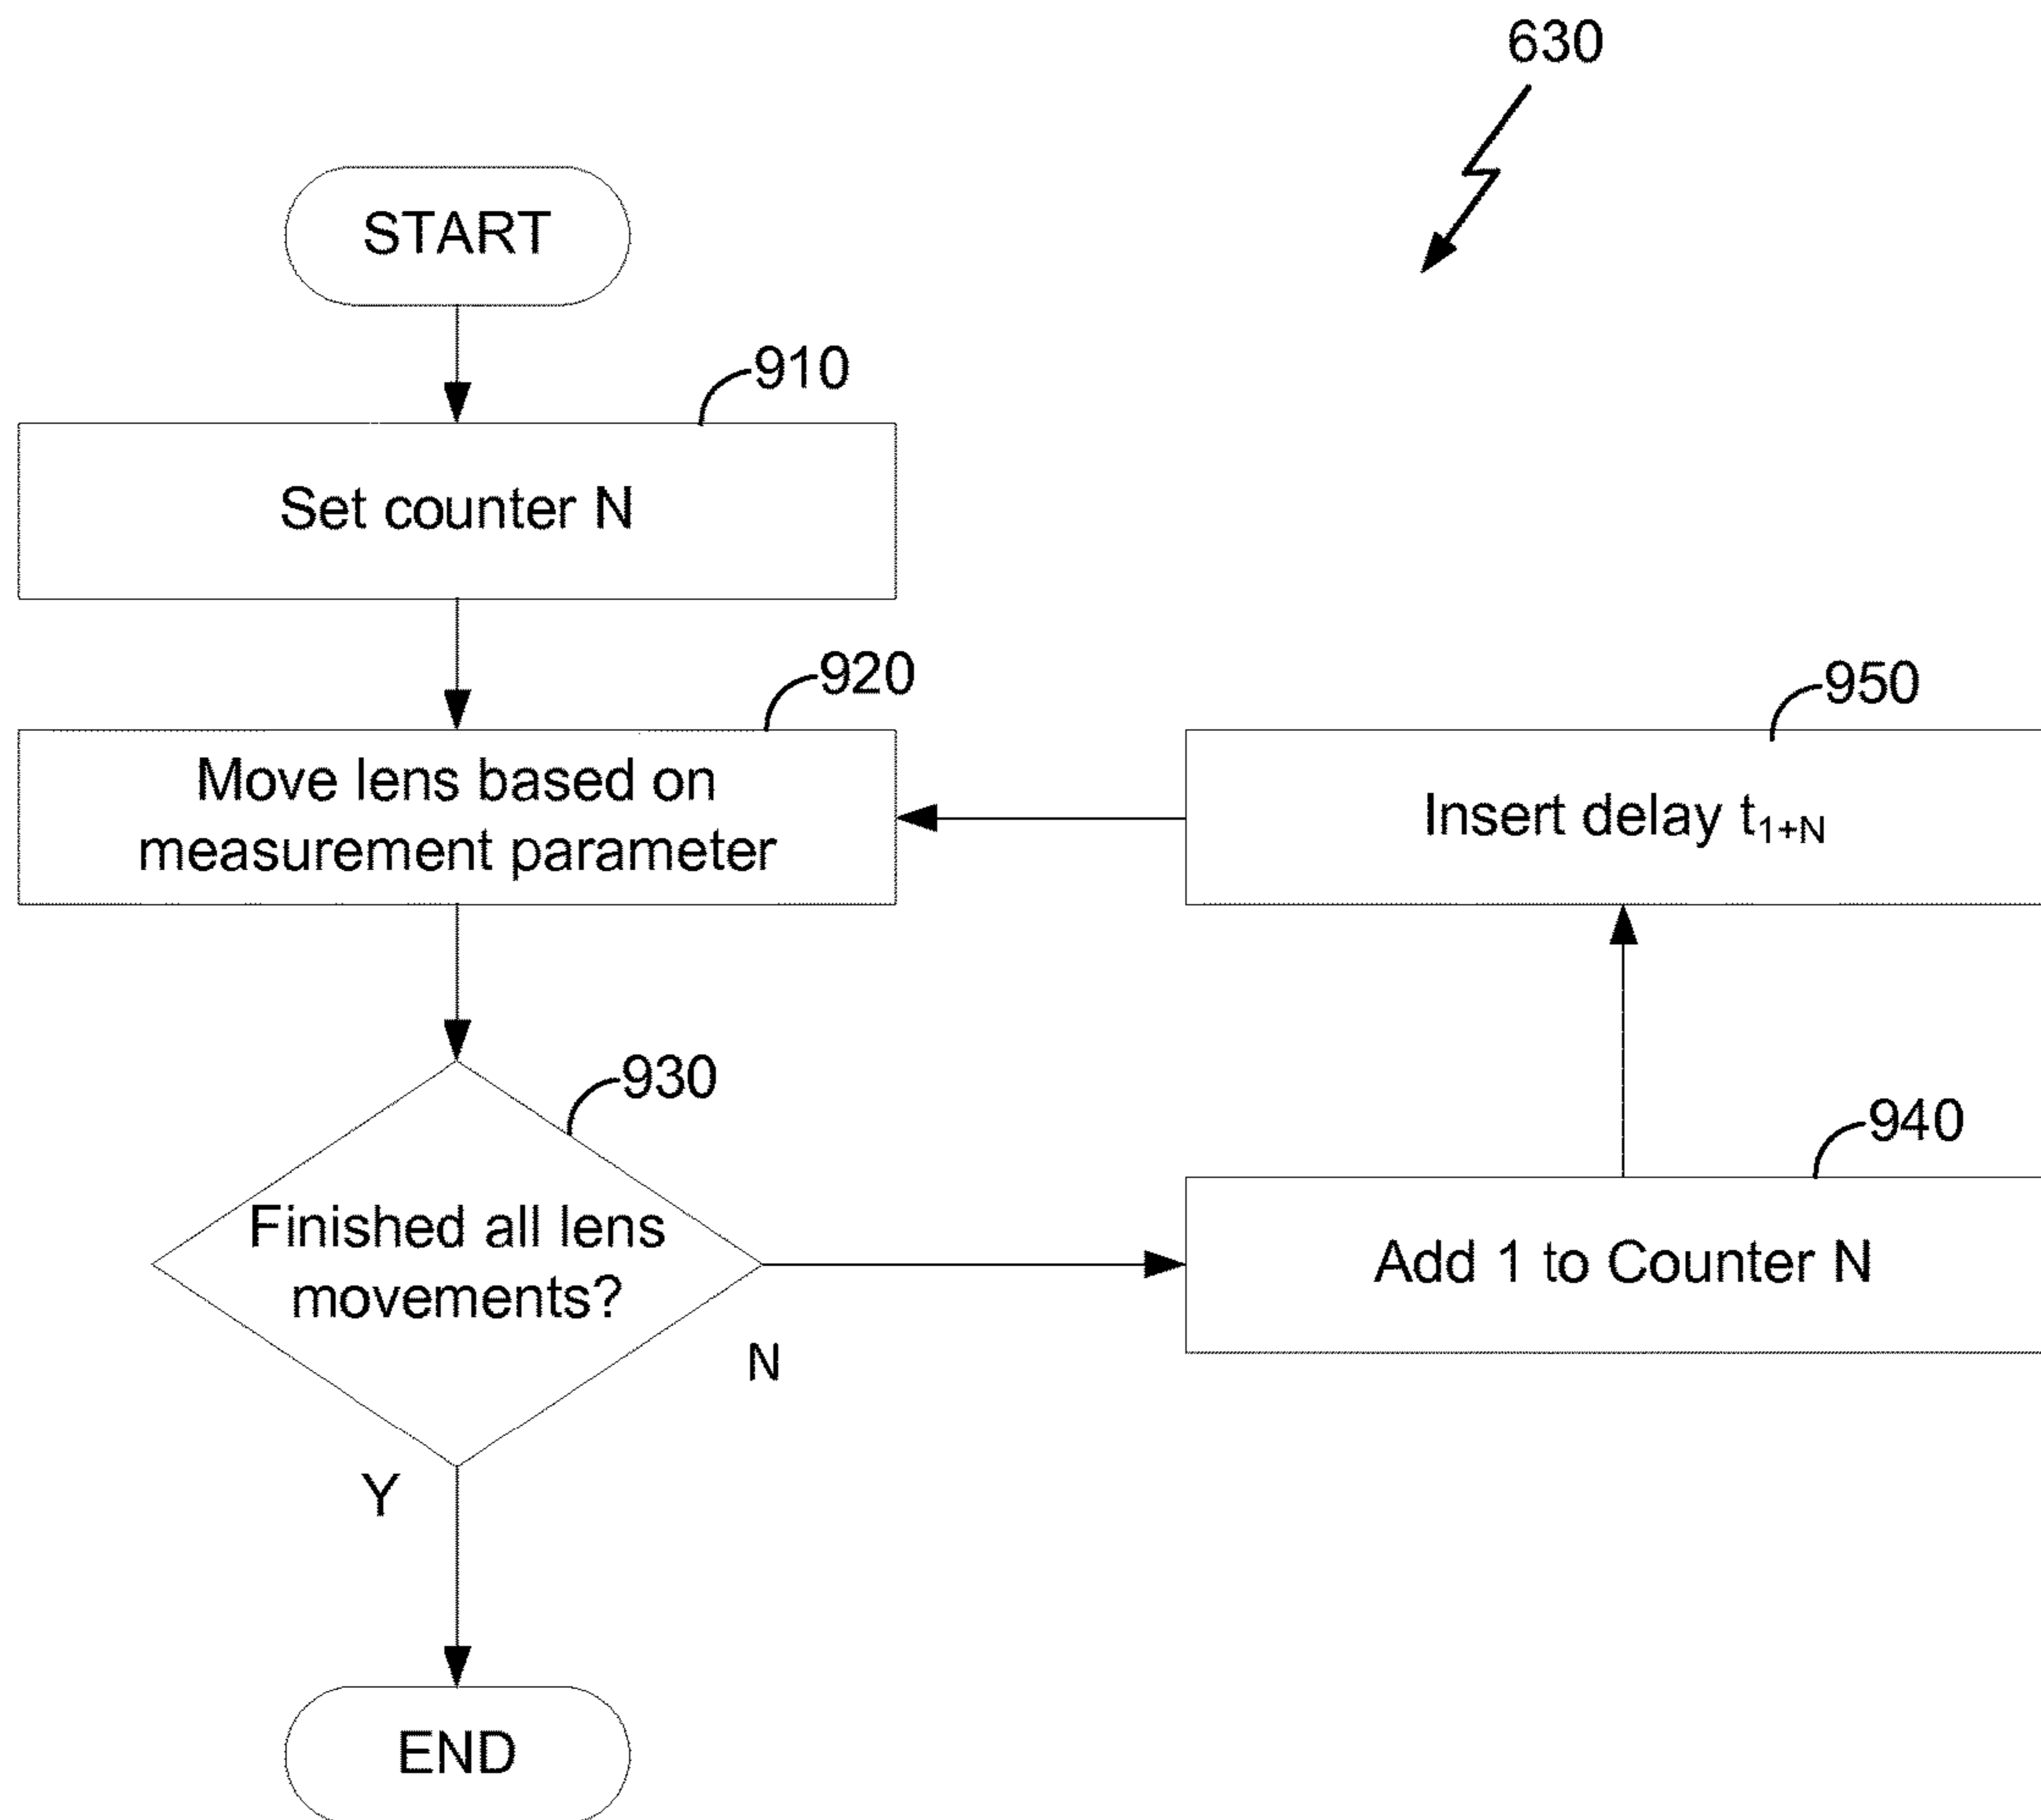 630
START
910
Set counter N
920
Move lens based on
measurement parameter
950
Insert delay t₁₊N
930
Finished all lens
movements?
N
940
Add 1 to Counter N
Y
END